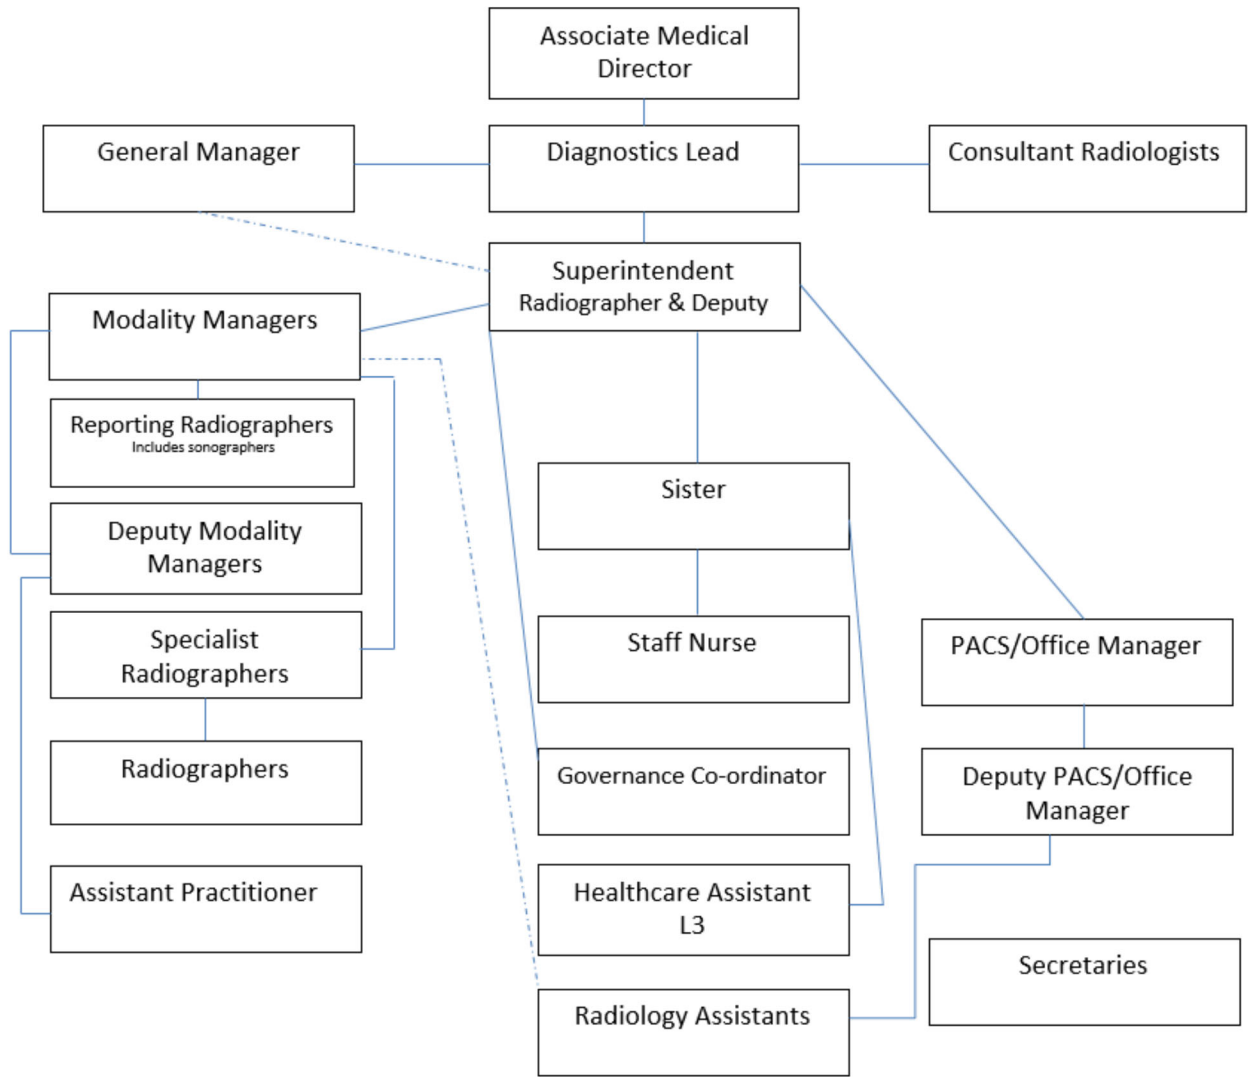 Associate Medical
Director
General Manager
Diagnostics Lead
Consultant Radiologists
Superintendent
Radiographer & Deputy
Modality Managers
Reporting Radiographers
Includes sonographers
Deputy Modality
Managers
Specialist
Radiographers
Radiographers
Assistant Practitioner
Sister
Staff Nurse
Governance Co-ordinator
Healthcare Assistant
L3
Radiology Assistants
PACS/Office Manager
Deputy PACS/Office
Manager
Secretaries